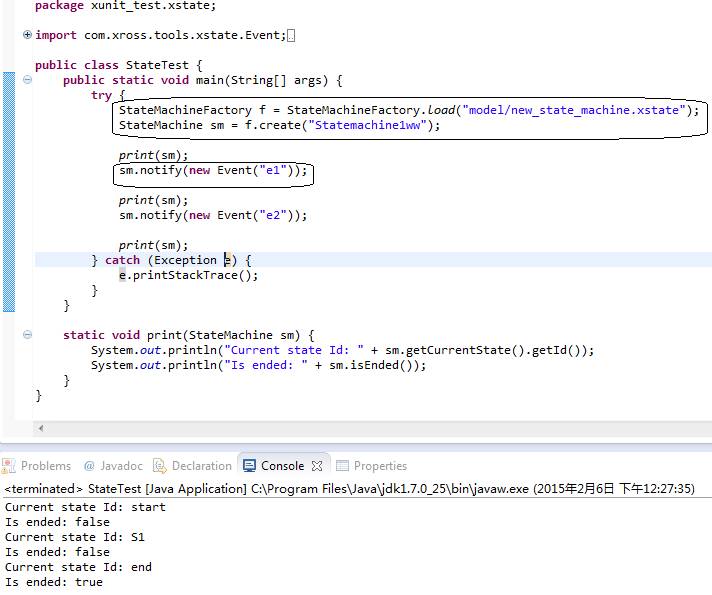 package xunit_test.xstate;
import com.xross.tools.xstate.Event;
public class StateTest {
public static void main(String[] args) {
try {
StateMachineFactory f = StateMachineFactory.load("model/new_state_machine.xstate");
StateMachine sm = f.create("Statemachine1ww");
print(sm);
sm.notify(new Event("e1"));
print(sm);
sm.notify(new Event("e2"));
print(sm);
} catch (Exception e) {
e.printStackTrace();
}
}
static void print(StateMachine sm) {
System.out.println("Current state Id: " + sm.getCurrentState().getId());
System.out.println("Is ended: " + sm.isEnded());
}
}
Problems @ Javadoc Declaration Console Properties
<terminated> StateTest [Java Application] C:\Program Files\Java\jdk1.7.0_25\bin\javaw.exe (2015年2月6日 下午12:27:35)
Current state Id: start
Is ended: false
Current state Id: S1
Is ended: false
Current state Id: end
Is ended: true